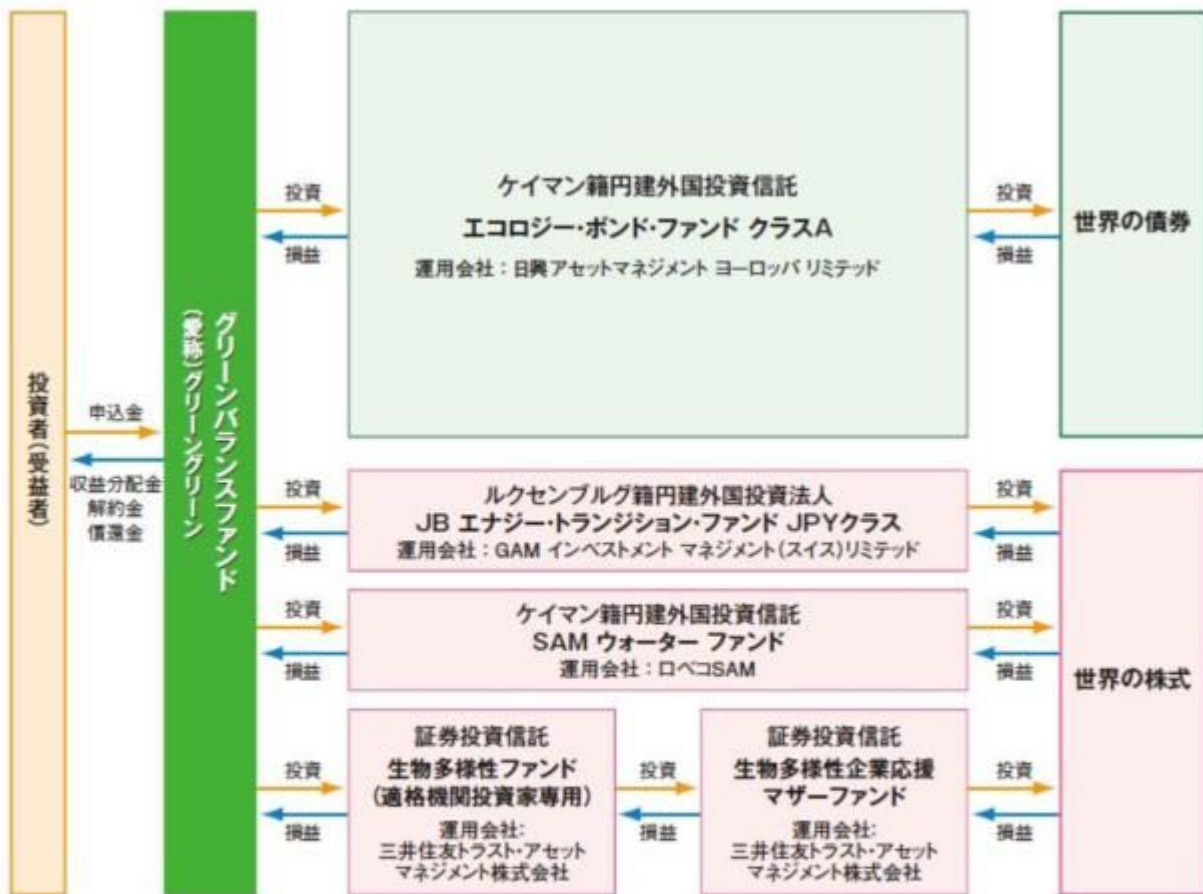 投資者(受益者)
申込金
収益分配金
解約金
償還金
グリーンバランスファンド
(愛称)グリーングリーン
投資
損益
ケイマン籍円建外国投資信託
エコロジー・ボンド・ファンド クラスA
運用会社：日興アセットマネジメント ヨーロッパ リミテッド
投資
損益
世界の債券
投資
損益
ルクセンブルグ籍円建外国投資法人
JB エナジー・トランジション・ファンド JPYクラス
運用会社：GAM インベストメント マネジメント(スイス)リミテッド
投資
損益
投資
損益
ケイマン籍円建外国投資信託
SAM ウォーター ファンド
運用会社：ロベコSAM
投資
損益
世界の株式
投資
損益
証券投資信託
生物多様性ファンド
(適格機関投資家専用)
運用会社：
三井住友トラスト・アセット
マネジメント株式会社
投資
損益
証券投資信託
生物多様性企業応援
マザーファンド
運用会社：
三井住友トラスト・アセット
マネジメント株式会社
投資
損益